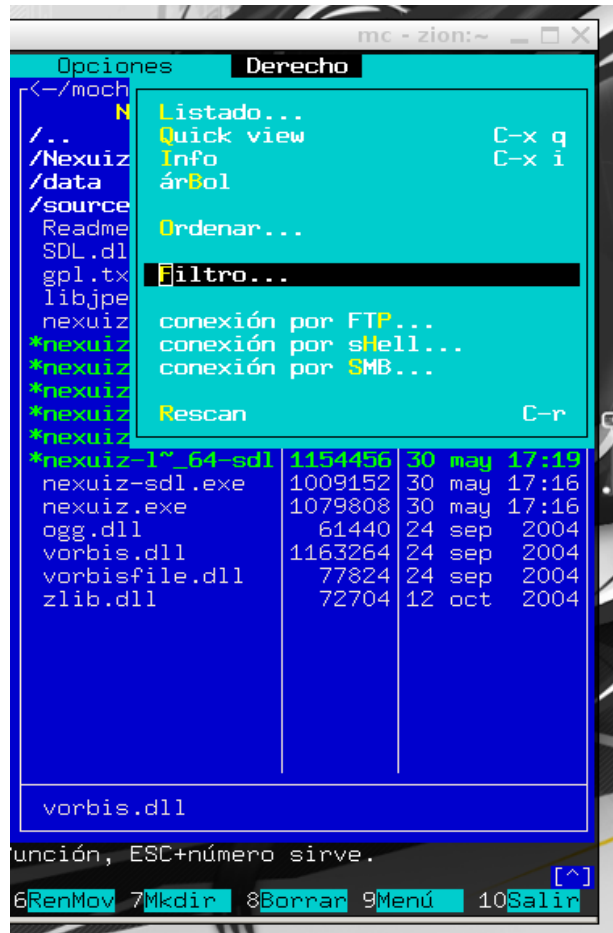 mc - zion:~
Opciones Derecho
<-/moch
N
Listado...
/.. Quick view C-x q
/Nexuiz Info C-x i
/data árBol
/source
Readme Ordenar...
SDL.dl
gpl.tx Filtro...
libjpe
nexuiz conexión por FTP...
*nexuiz conexión por sHell...
*nexuiz conexión por SMB...
*nexuiz
*nexuiz Rescan C-r
*nexuiz
*nexuiz-l~_64-sdl 1154456 30 may 17:19
nexuiz-sdl.exe 1009152 30 may 17:16
nexuiz.exe 1079808 30 may 17:16
ogg.dll 61440 24 sep 2004
vorbis.dll 1163264 24 sep 2004
vorbisfile.dll 77824 24 sep 2004
zlib.dll 72704 12 oct 2004
vorbis.dll
unción, ESC+número sirve.
[^]
6RenMov 7Mkdir 8Borrar 9Menú 10Salir